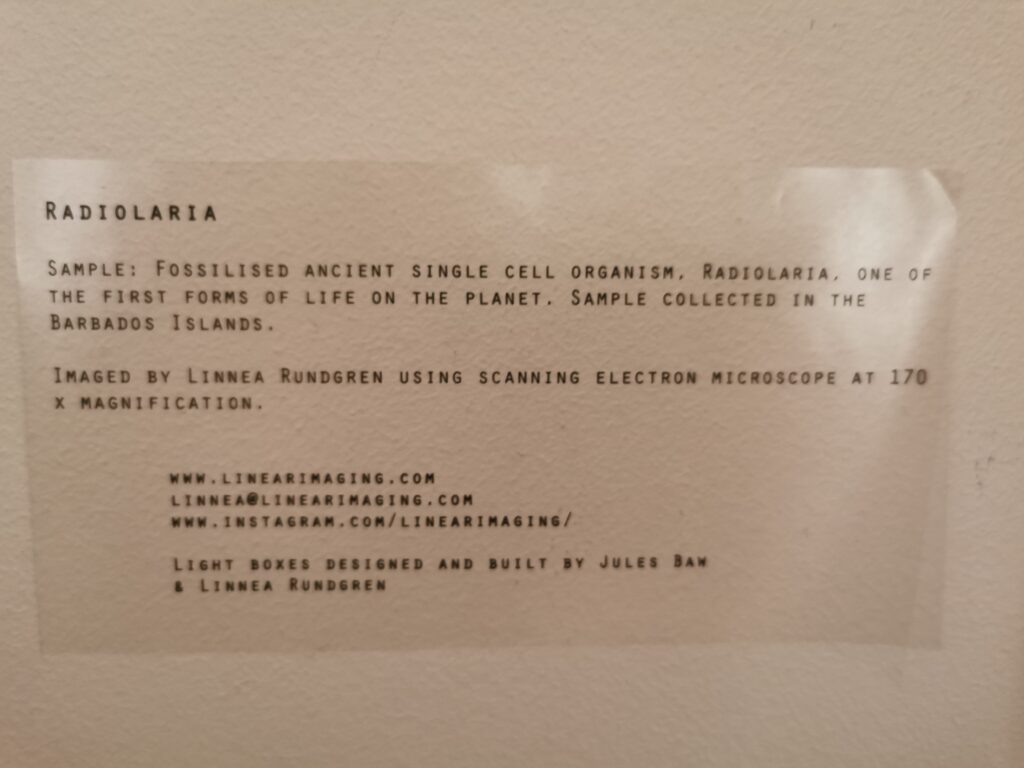 RADIOLARIA
SAMPLE: FOSSILISED ANCIENT SINGLE CELL ORGANISM, RADIOLARIA, ONE OF
THE FIRST FORMS OF LIFE ON THE PLANET. SAMPLE COLLECTED IN THE
BARBADOS ISLANDS.
IMAGED BY LINNEA RUNDGREN USING SCANNING ELECTRON MICROSCOPE AT 170
X MAGNIFICATION.
WWW.LINEARIMAGING.COM
LINNEA@LINEARIMAGING.COM
WWW.INSTAGRAM.COM/LINEARIMAGING/
LIGHT BOXES DESIGNED AND BUILT BY JULES BAW
& LINNEA RUNDGREN